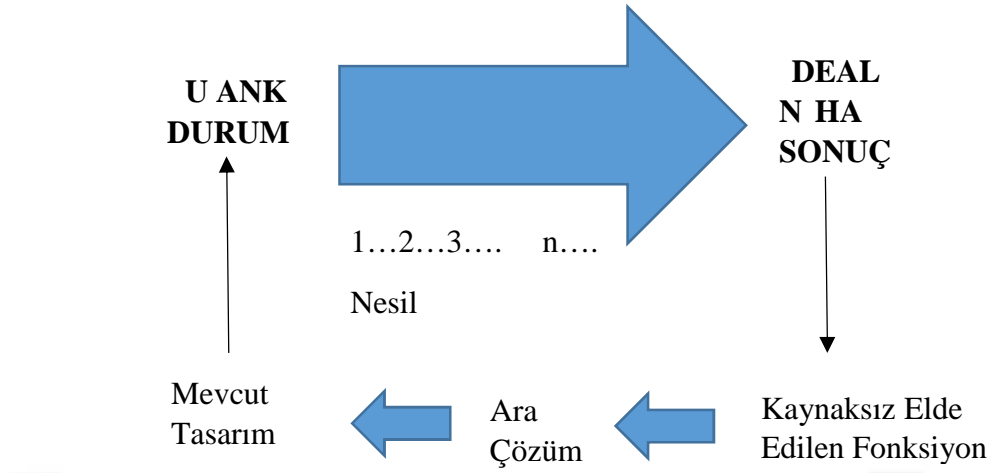 U ANK
DURUM
DEAL
N HA
SONUÇ
1…2…3…. n….
Nesil
Mevcut
Tasarım
Ara
Çözüm
Kaynaksız Elde
Edilen Fonksiyon